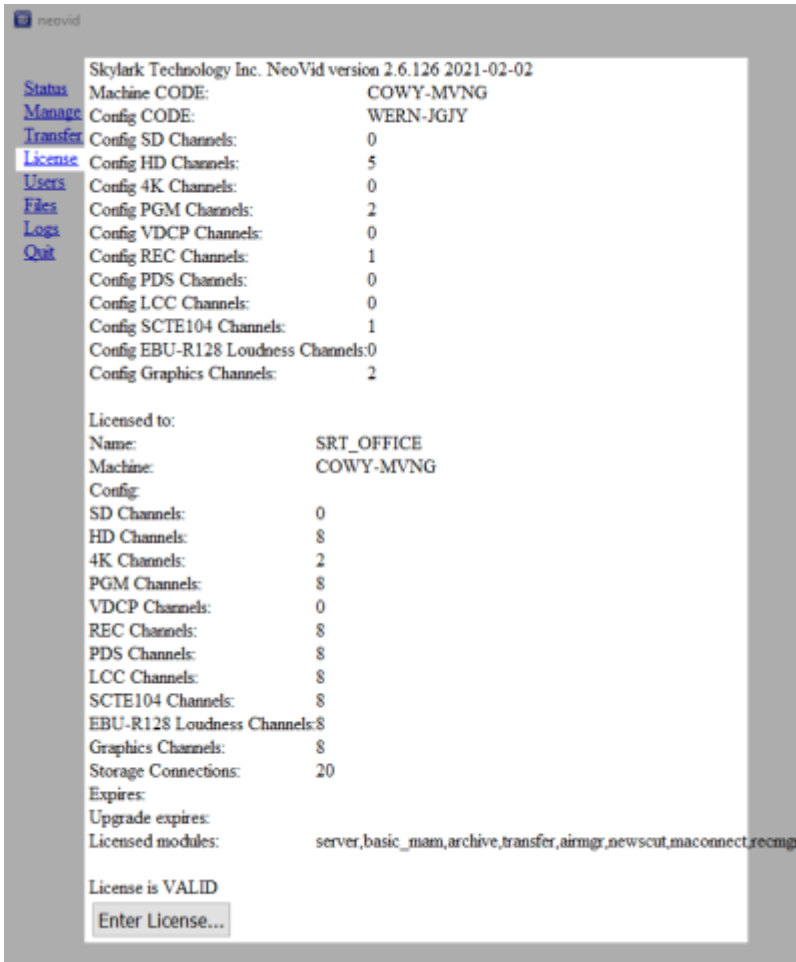 neovid
Status
Manage
Transfer
License
Users
Files
Logs
Quit
Skylark Technology Inc. NeoVid version 2.6.126 2021-02-02
Machine CODE: COWY-MVNG
Config CODE: WERN-JGJY
Config SD Channels: 0
Config HD Channels: 5
Config 4K Channels: 0
Config PGM Channels: 2
Config VDCP Channels: 0
Config REC Channels: 1
Config PDS Channels: 0
Config LCC Channels: 0
Config SCTE104 Channels: 1
Config EBU-R128 Loudness Channels:0
Config Graphics Channels: 2
Licensed to:
Name: SRT_OFFICE
Machine: COWY-MVNG
Config:
SD Channels: 0
HD Channels: 8
4K Channels: 2
PGM Channels: 8
VDCP Channels: 0
REC Channels: 8
PDS Channels: 8
LCC Channels: 8
SCTE104 Channels: 8
EBU-R128 Loudness Channels:8
Graphics Channels: 8
Storage Connections: 20
Expires:
Upgrade expires:
Licensed modules: server,basic_mam,archive,transfer,airmgr,newscut,maconnect,recmgr
License is VALID
Enter License...